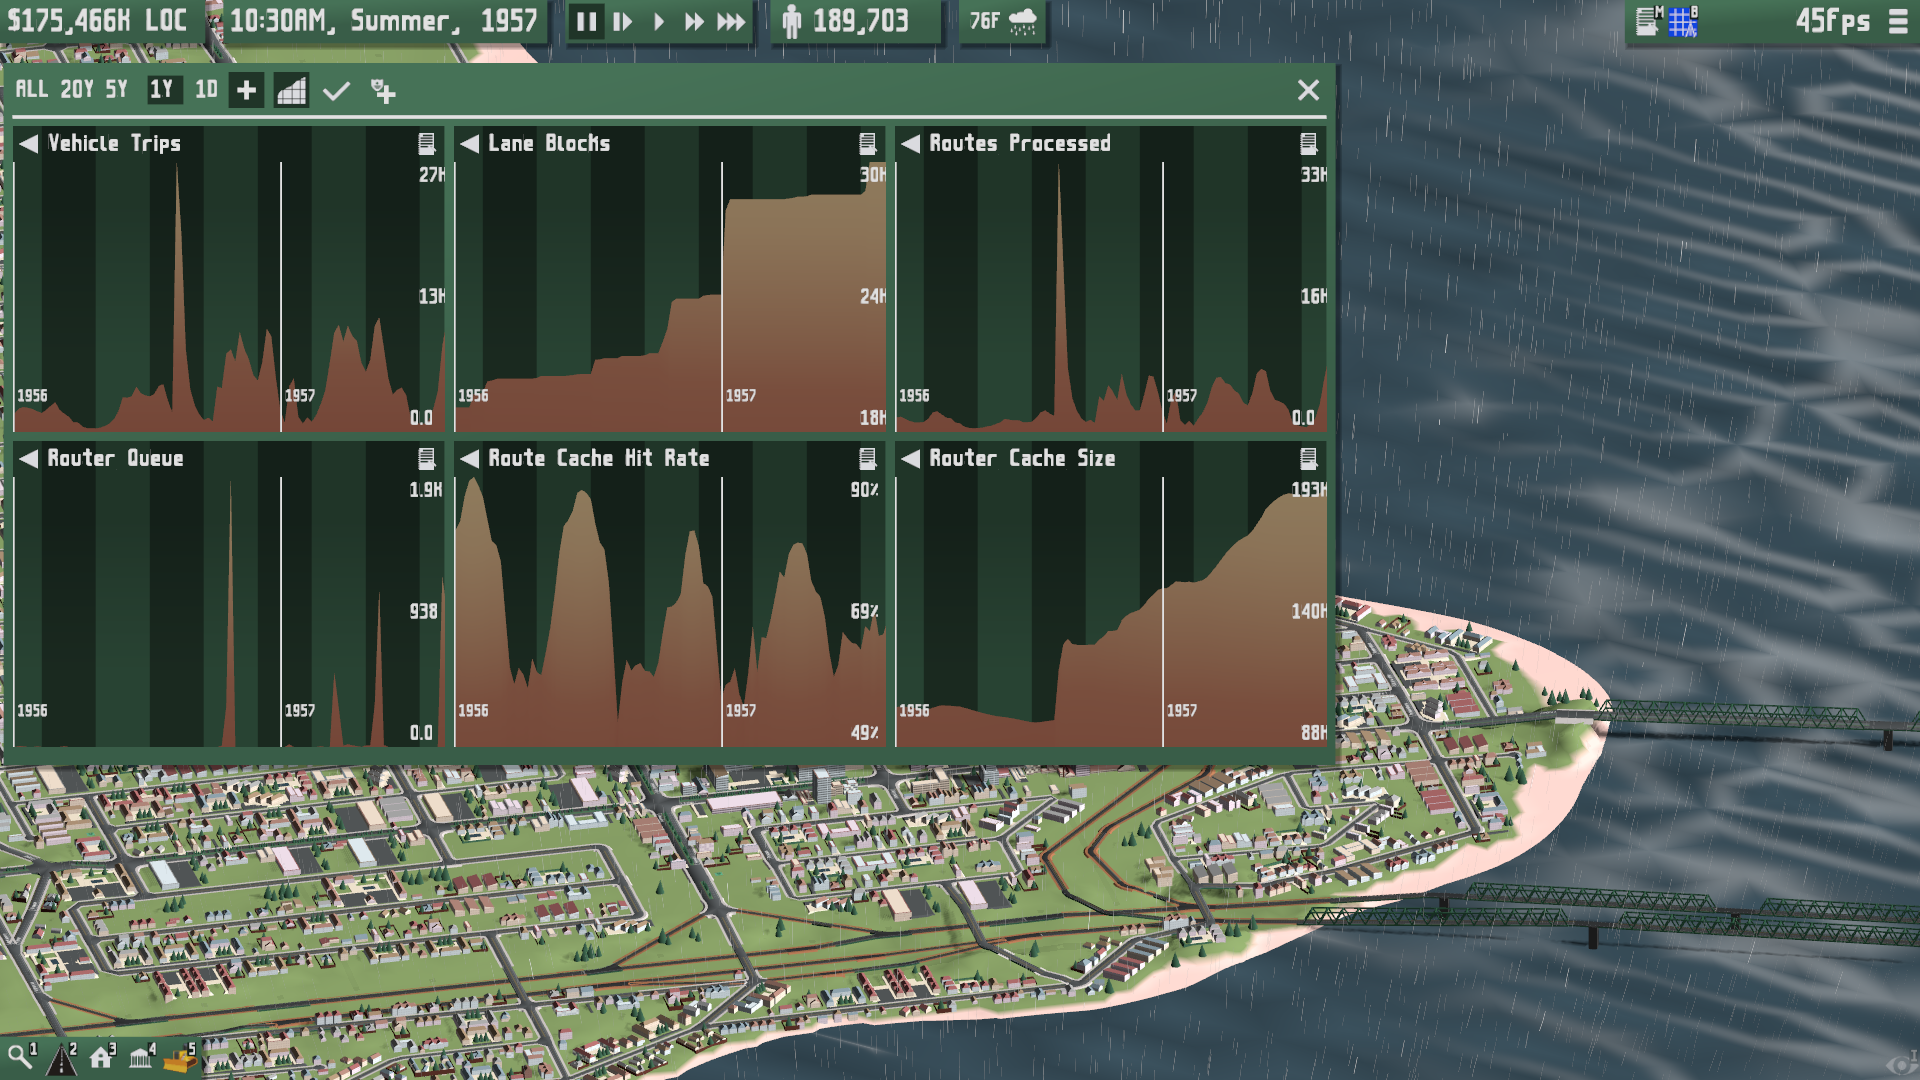 $175,466K LOC
10:30AM, Summer, 1957
189,703
76F
M
8
45fps
ALL 20Y 5Y 1Y 1D
Vehicle Trips
27K
13K
0.0
1956
1957
Lane Blocks
30K
24K
18K
1956
1957
Routes Processed
33K
16K
0.0
1956
1957
Router Queue
1.9K
938
0.0
1956
1957
Route Cache Hit Rate
90%
69%
49%
1956
1957
Router Cache Size
193K
140K
88K
1956
1957
1
2
3
4
5
I